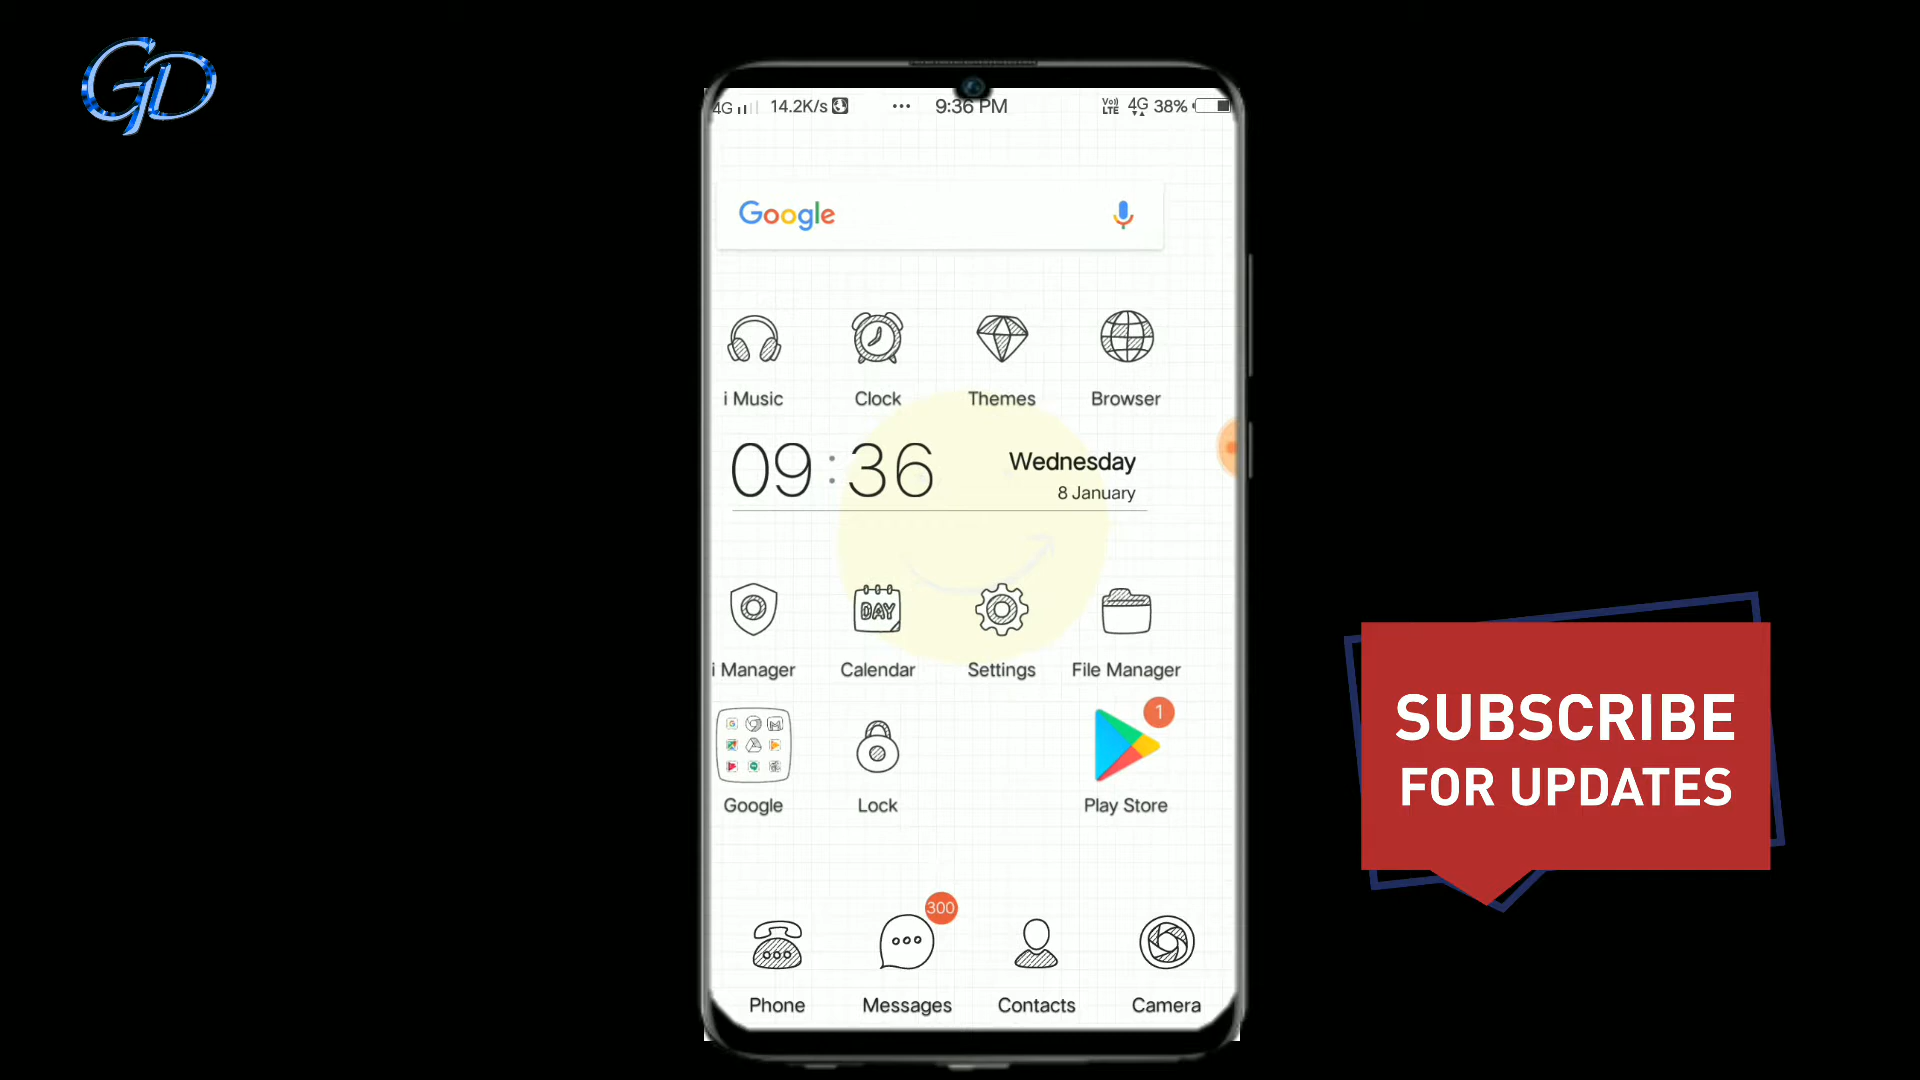 GD
4G 14.2K/s ... 9:36 PM Vo)) LTE 4G 38%
Google
i Music Clock Themes Browser
09:36 Wednesday
8 January
DAY
i Manager Calendar Settings File Manager
1
Google Lock Play Store
300
Phone Messages Contacts Camera
SUBSCRIBE
FOR UPDATES